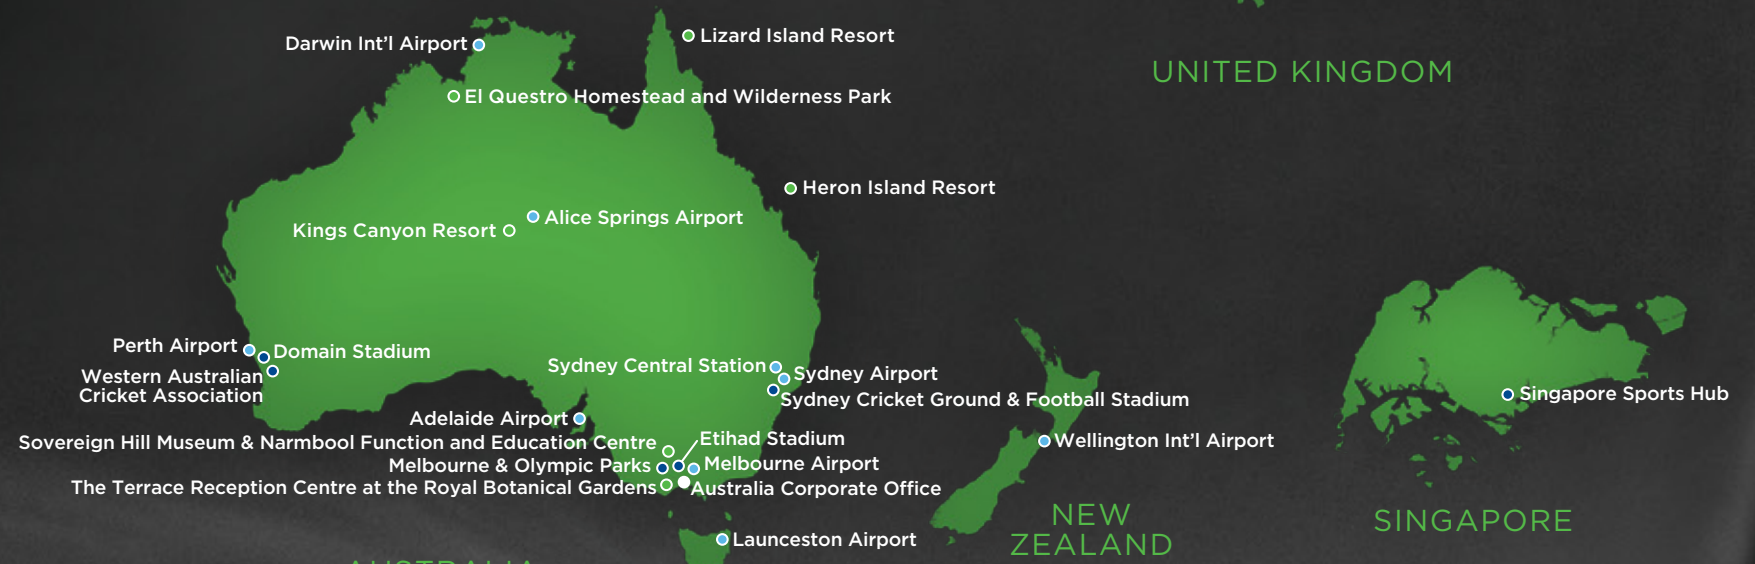 Lizard Island Resort
Darwin Int'l Airport
UNITED KINGDOM
El Questro Homestead and Wilderness Park
Heron Island Resort
Alice Springs Airport
Kings Canyon Resort
Perth Airport
Domain Stadium
Western Australian
Cricket Association
Sydney Central Station
Sydney Airport
Sydney Cricket Ground & Football Stadium
Singapore Sports Hub
Adelaide Airport
Etihad Stadium
Wellington Int'l Airport
Sovereign Hill Museum & Narmbool Function and Education Centre
Melbourne & Olympic Parks
Melbourne Airport
The Terrace Reception Centre at the Royal Botanical Gardens
Australia Corporate Office
NEW
ZEALAND
SINGAPORE
Launceston Airport
AUSTRALIA